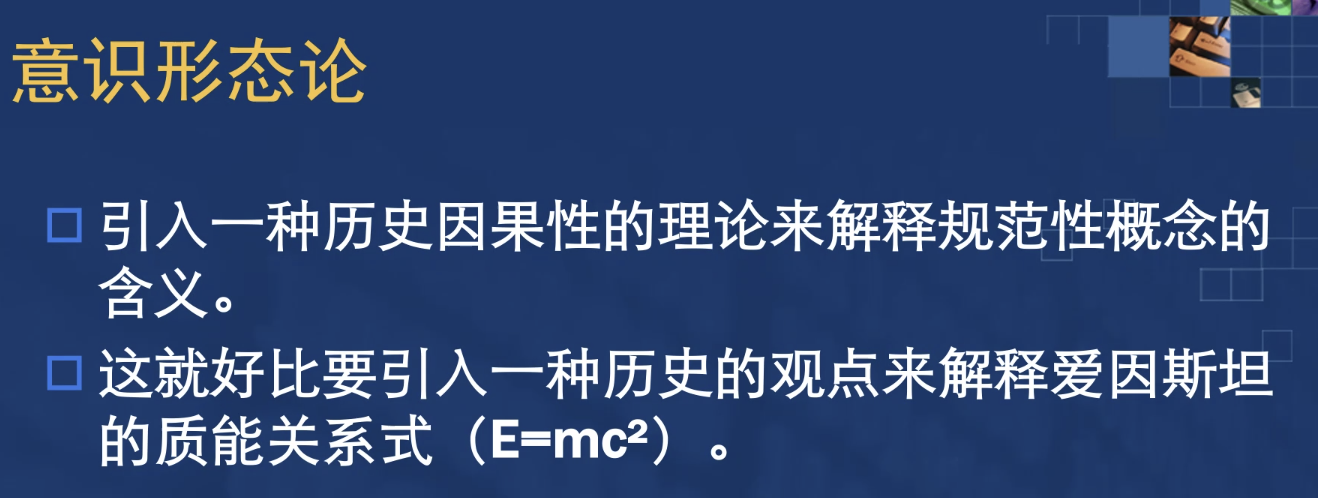 意识形态论
引入一种历史因果性的理论来解释规范性概念的
含义。
这就好比要引入一种历史的观点来解释爱因斯坦
的质能关系式（E=mc²）。